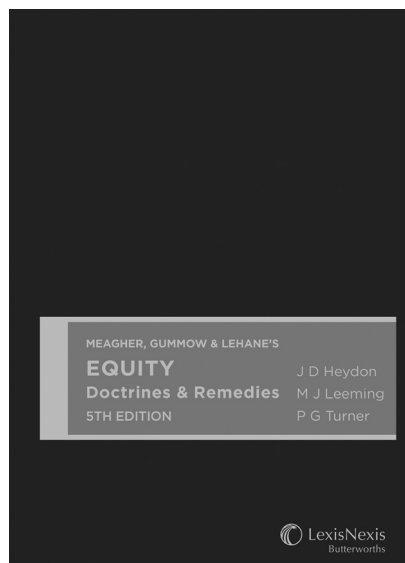 MEAGHER, GUMMOW & LEHANE'S
EQUITY
Doctrines & Remedies
5TH EDITION
J D Heydon
M J Leeming
P G Turner
LexisNexis
Butterworths